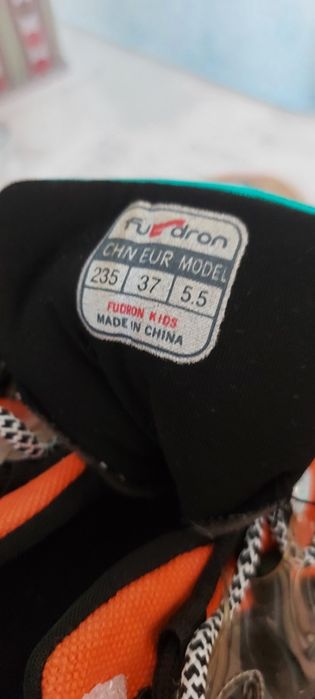 Fudron
CHN EUR MODEL
235 37 5.5
FUDRON KIDS
MADE IN CHINA